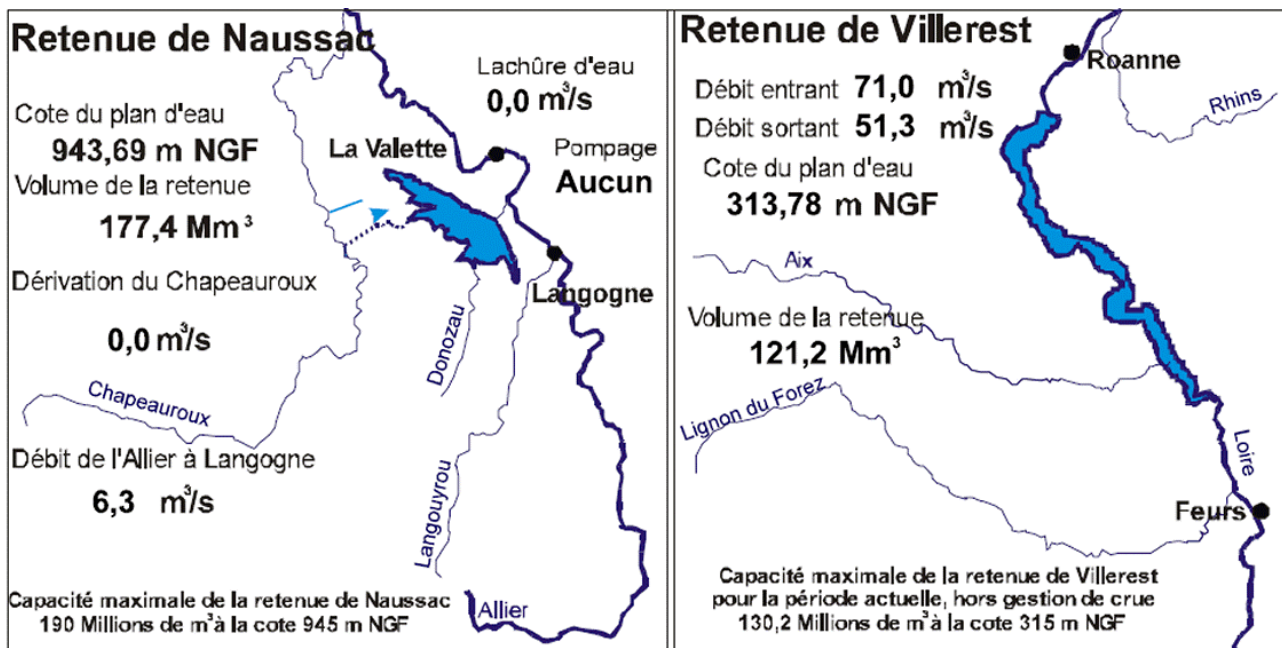 Retenue de Naussac
Lachûre d'eau
0,0 m³/s
Cote du plan d'eau
943,69 m NGF
La Valette
Pompage
Aucun
Volume de la retenue
177,4 Mm³
Dérivation du Chapeauroux
0,0 m³/s
Langogne
Donozau
Chapeauroux
Débit de l'Allier à Langogne
6,3 m³/s
Langouyrou
Allier
Capacité maximale de la retenue de Naussac
190 Millions de m³ à la cote 945 m NGF
Retenue de Villerest
Roanne
Débit entrant 71,0 m³/s
Rhins
Débit sortant 51,3 m³/s
Cote du plan d'eau
313,78 m NGF
Aix
Volume de la retenue
121,2 Mm³
Lignon du Forez
Loire
Feurs
Capacité maximale de la retenue de Villerest
pour la période actuelle, hors gestion de crue
130,2 Millions de m³ à la cote 315 m NGF